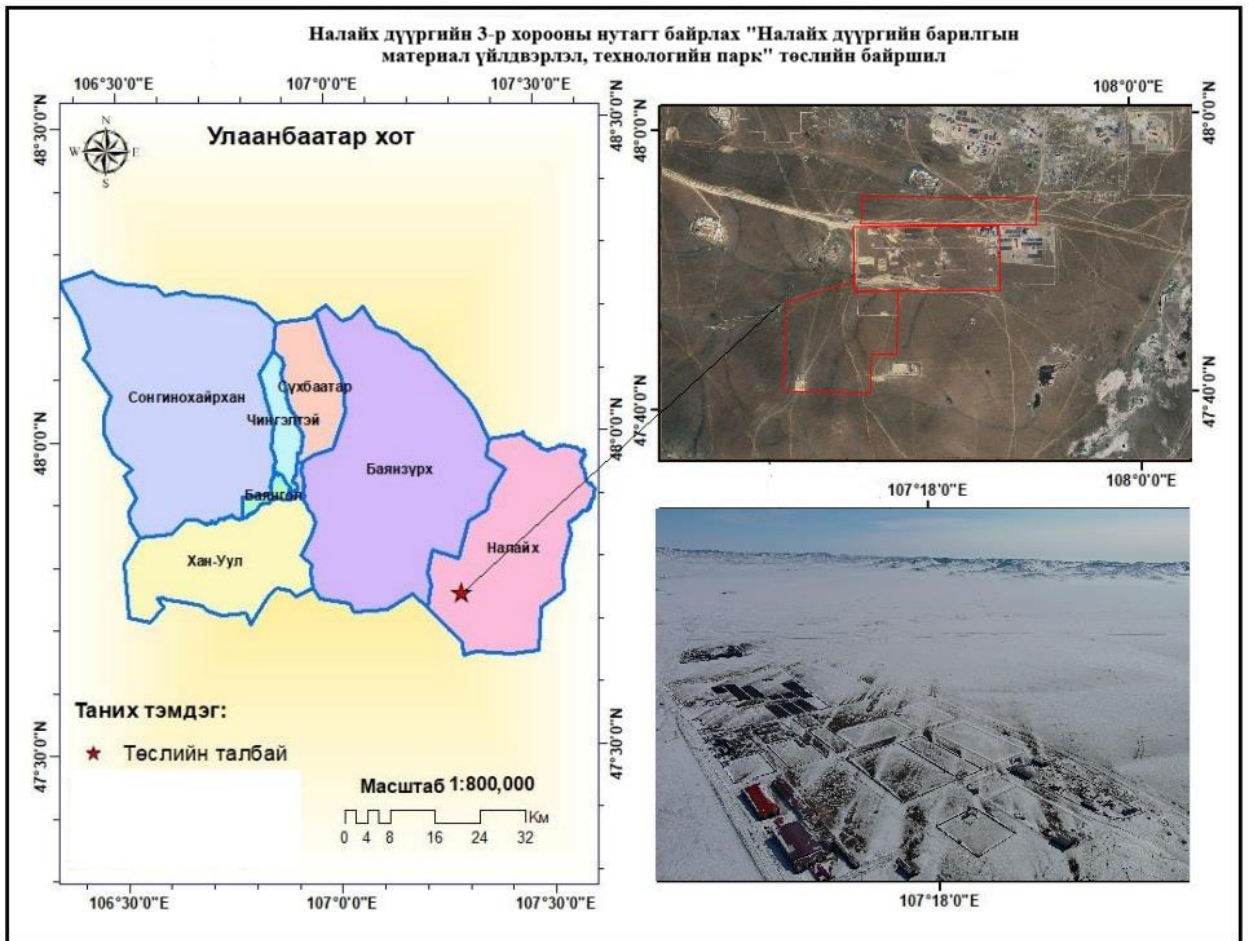 Налайх дүүргийн 3-р хорооны нутагт байрлах "Налайх дүүргийн барилгын
материал үйлдвэрлэл, технологийн парк" төслийн байршил
106°30'0"E
107°0'0"E
107°30'0"E
108°0'0"E
48°30'0"N
48°30'0"N
48°0'0"N
48°0'0"N
N
W
E
S
Улаанбаатар хот
Сонгинохайрхан
Сүхбаатар
Чингэлтэй
Баянзүрх
Баянгол
Хан-Уул
Налайх
48°0'0"N
48°0'0"N
47°40'0"N
47°40'0"N
108°0'0"E
107°18'0"E
Таних тэмдэг:
Төслийн талбай
Масштаб 1:800,000
Км
0 4 8 16 24 32
47°30'0"N
47°30'0"N
106°30'0"E
107°0'0"E
107°30'0"E
107°18'0"E